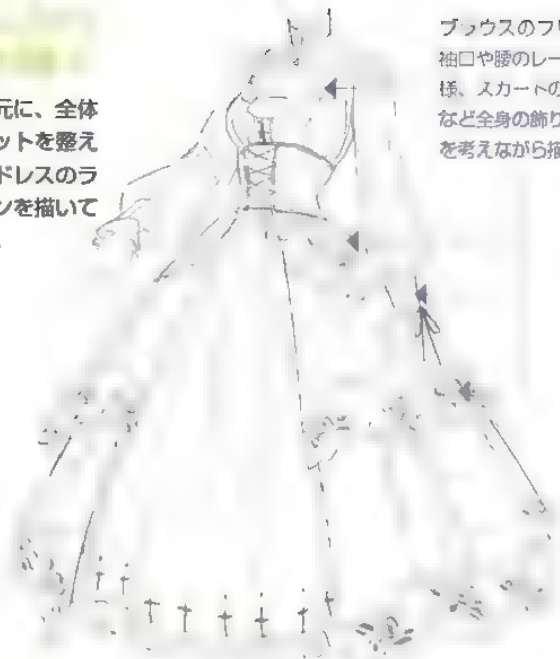 元に、全体
ットを整え
ドレスのラ
ンを描いて
ブラウスのフリ
袖口や腰のレー
様、スカートの
など全身の飾り
を考えながら描